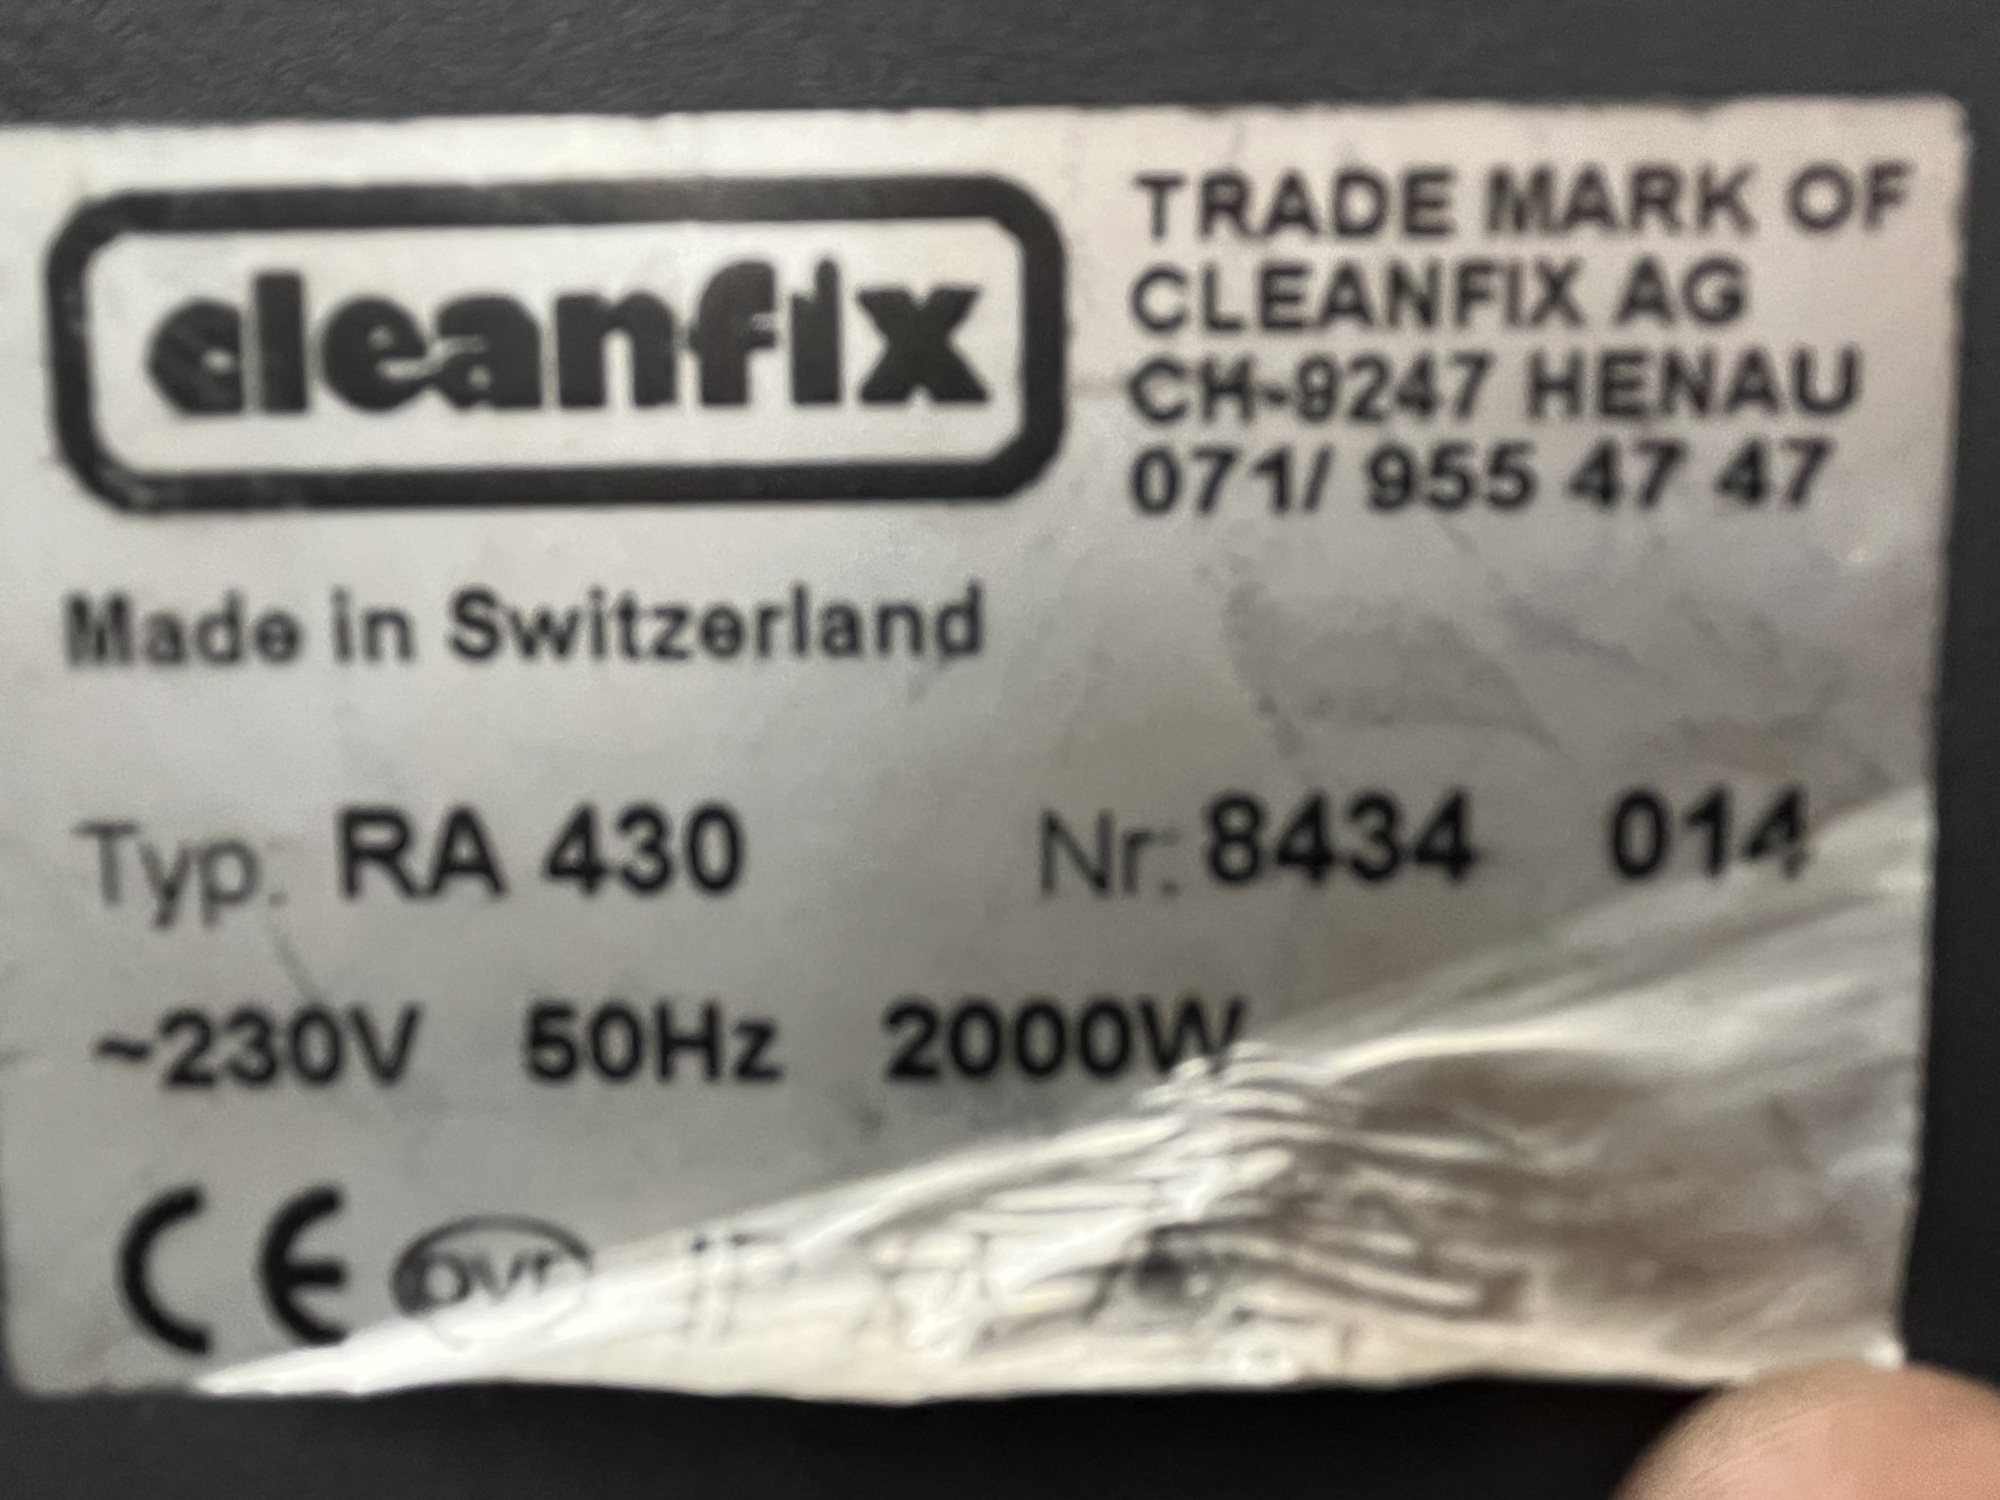 cleanfix
TRADE MARK OF
CLEANFIX AG
CH-9247 HENAU
071/ 955 47 47
Made in Switzerland
Typ. RA 430 Nr. 8434 014
~230V 50Hz 2000W
CE
IP